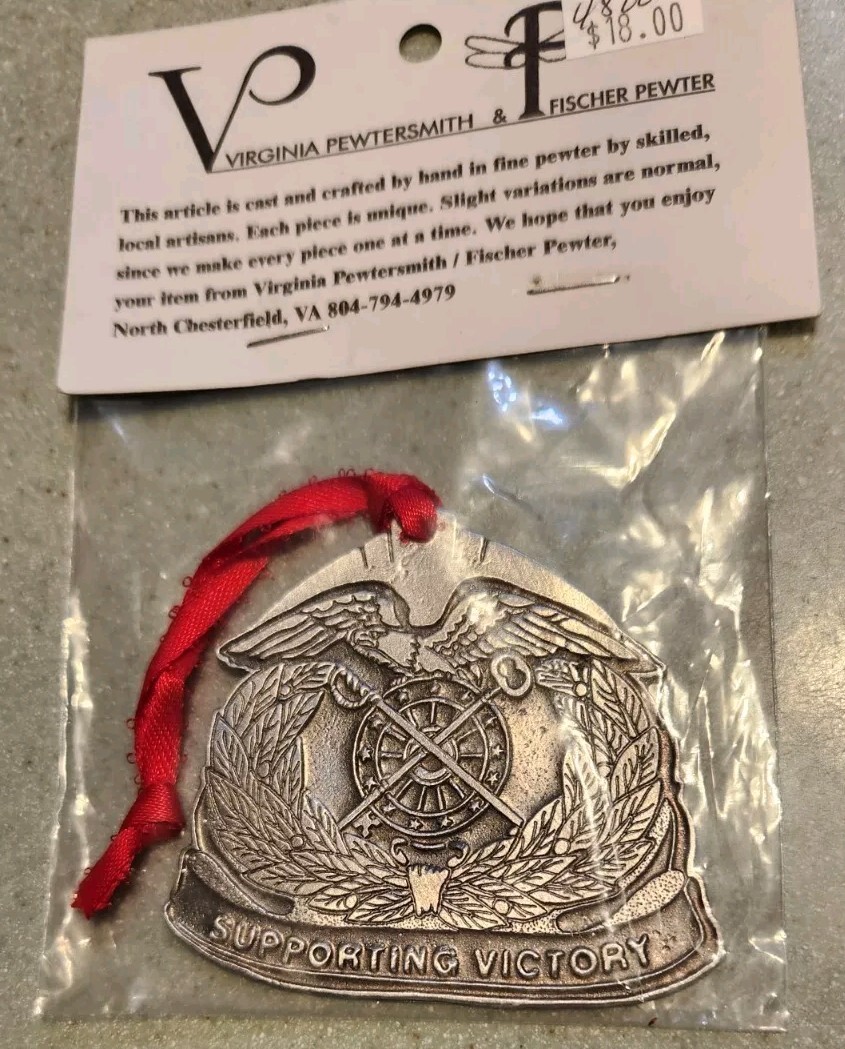 $18.00
VIRGINIA PEWTERSMITH & FISCHER PEWTER
This article is cast and crafted by hand in fine pewter by skilled,
local artisans. Each piece is unique. Slight variations are normal,
since we make every piece one at a time. We hope that you enjoy
your item from Virginia Pewtersmith / Fischer Pewter,
North Chesterfield, VA 804-794-4979
SUPPORTING VICTORY